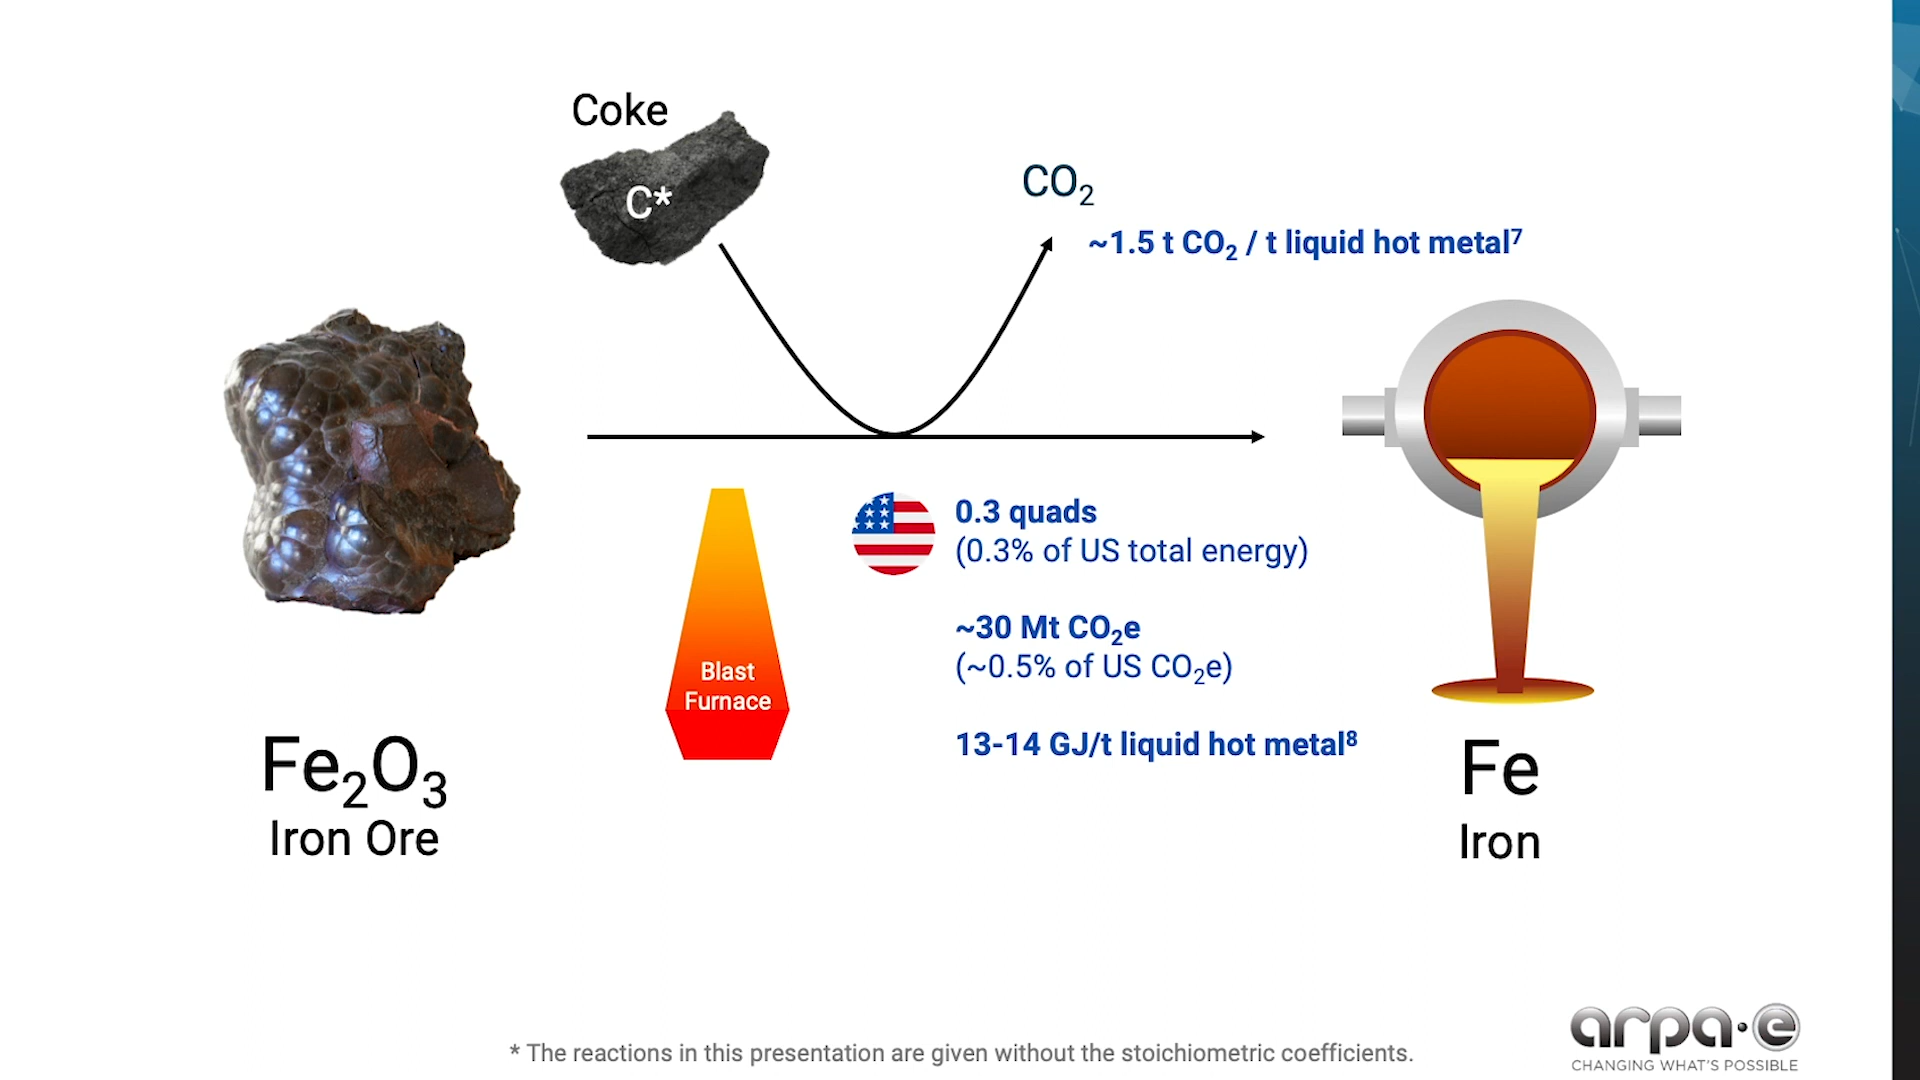 Coke
C*
CO₂
~1.5 t CO₂ / t liquid hot metal⁷
0.3 quads
(0.3% of US total energy)
~30 Mt CO₂e
(~0.5% of US CO₂e)
13-14 GJ/t liquid hot metal⁸
Blast
Furnace
Fe₂O₃
Iron Ore
Fe
Iron
* The reactions in this presentation are given without the stoichiometric coefficients.
arpa·e
CHANGING WHAT'S POSSIBLE